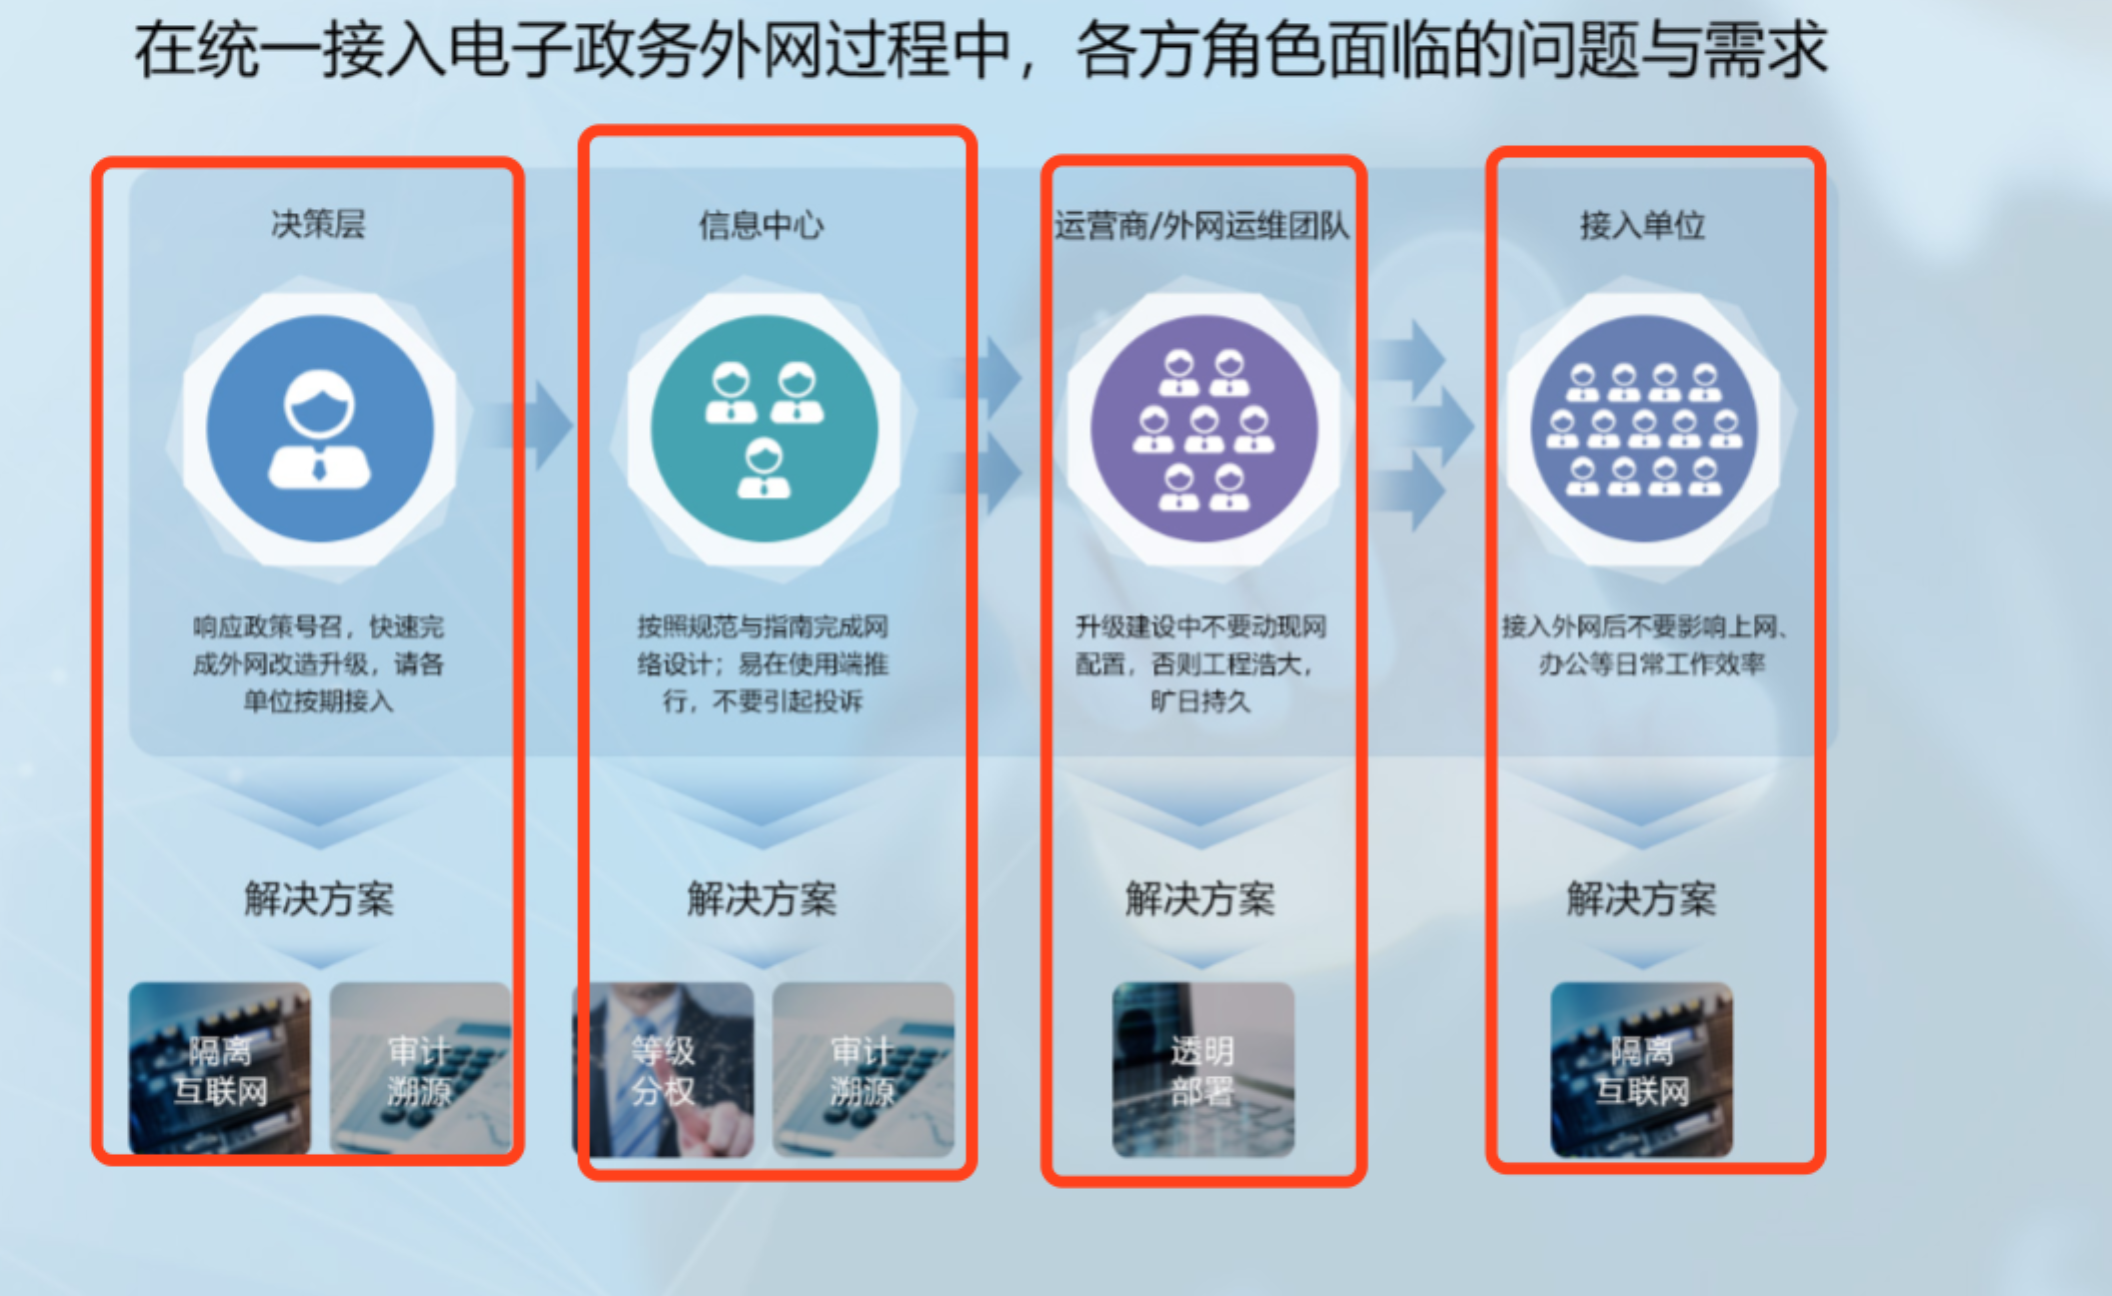 在统一接入电子政务外网过程中，各方角色面临的问题与需求
决策层
响应政策号召，快速完
成外网改造升级，请各
单位按期接入
解决方案
隔离
互联网
审计
溯源
信息中心
按照规范与指南完成网
络设计；易在使用端推
行，不要引起投诉
解决方案
等级
分权
审计
溯源
运营商/外网运维团队
升级建设中不要动现网
配置，否则工程浩大，
旷日持久
解决方案
透明
部署
接入单位
接入外网后不要影响上网、
办公等日常工作效率
解决方案
隔离
互联网